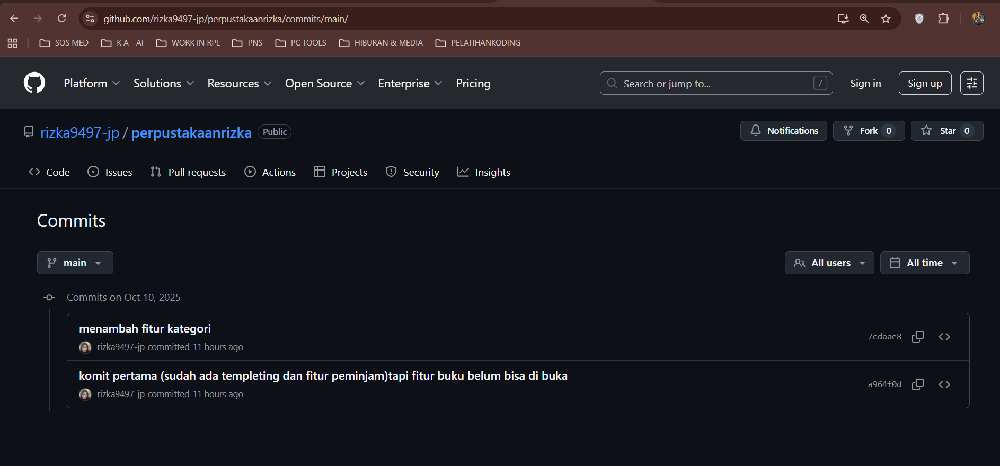 github.com/rizka9497-jp/perpustakaanrizka/commits/main/
SOS MED K A - AI WORK IN RPL PNS PC TOOLS HIBURAN & MEDIA PELATIHANKODING
Platform Solutions Resources Open Source Enterprise Pricing Search or jump to... / Sign in Sign up
rizka9497-jp / perpustakaanrizka Public Notifications Fork 0 Star 0
Code Issues Pull requests Actions Projects Security Insights
Commits
main All users All time
Commits on Oct 10, 2025
menambah fitur kategori
rizka9497-jp committed 11 hours ago 7cdaae8
komit pertama (sudah ada templeting dan fitur peminjam)tapi fitur buku belum bisa di buka
rizka9497-jp committed 11 hours ago a964f0d